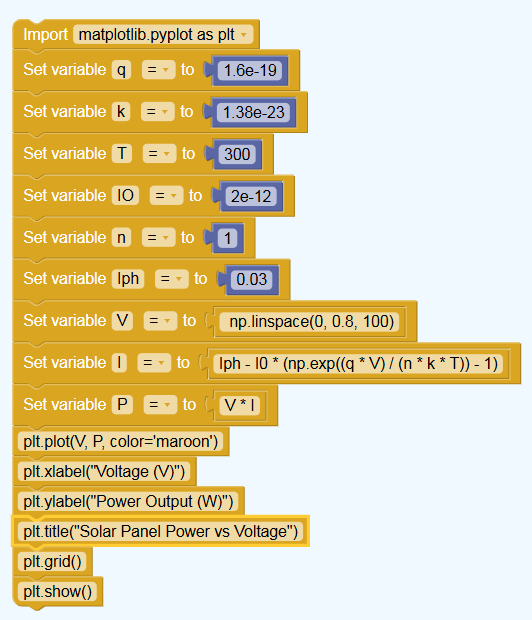 Import matplotlib.pyplot as plt
Set variable q = to 1.6e-19
Set variable k = to 1.38e-23
Set variable T = to 300
Set variable IO = to 2e-12
Set variable n = to 1
Set variable Iph = to 0.03
Set variable V = to np.linspace(0, 0.8, 100)
Set variable I = to Iph - I0 * (np.exp((q * V) / (n * k * T)) - 1)
Set variable P = to V * I
plt.plot(V, P, color='maroon')
plt.xlabel("Voltage (V)")
plt.ylabel("Power Output (W)")
plt.title("Solar Panel Power vs Voltage")
plt.grid()
plt.show()